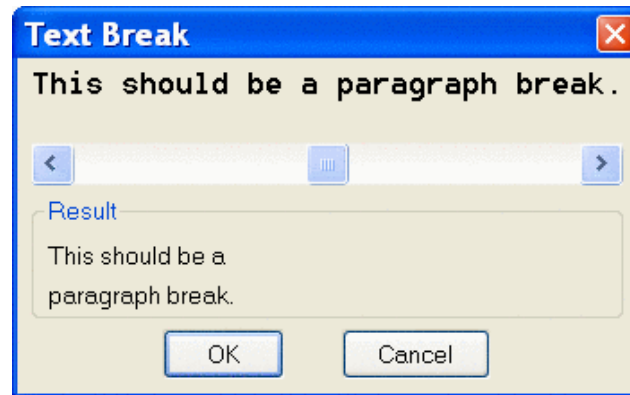 Text Break
This should be a paragraph break.
Result
This should be a
paragraph break.
OK Cancel